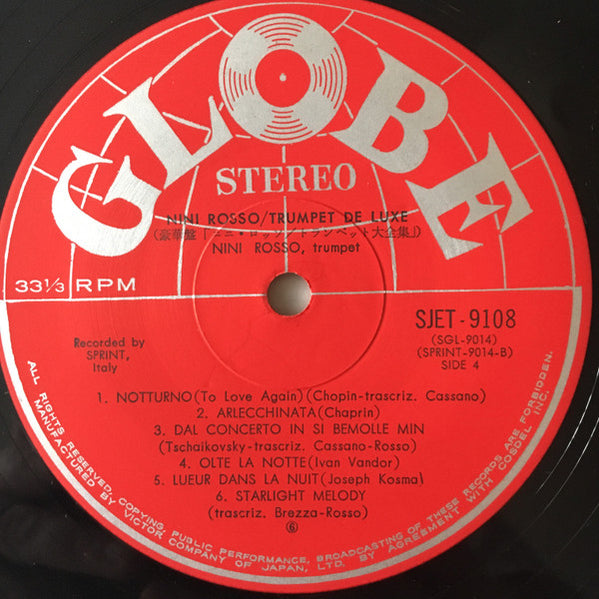 GLOBE
STEREO
NINI ROSSO/TRUMPET DE LUXE
(豪華盤「ニニ・ロッソ/トランペット大全集」)
NINI ROSSO, trumpet
33⅓ RPM
SJET-9108
(SGL-9014)
(SPRINT-9014-B)
SIDE 4
Recorded by
SPRINT,
Italy
1. NOTTURNO(To Love Again)(Chopin-trascriz. Cassano)
2. ARLECCHINATA(Chaprin)
3. DAL CONCERTO IN SI BEMOLLE MIN
(Tschaikovsky-trascriz. Cassano-Rosso)
4. OLTE LA NOTTE(Ivan Vandor)
5. LUEUR DANS LA NUIT(Joseph Kosma)
6. STARLIGHT MELODY
(trascriz. Brezza-Rosso)
⑥
ALL RIGHTS RESERVED. COPYING, PUBLIC PERFORMANCE, BROADCASTING OF THESE RECORDS ARE FORBIDDEN.
MANUFACTURED BY VICTOR COMPANY OF JAPAN, LTD. BY AGREEMENT WITH COSDEL INC.